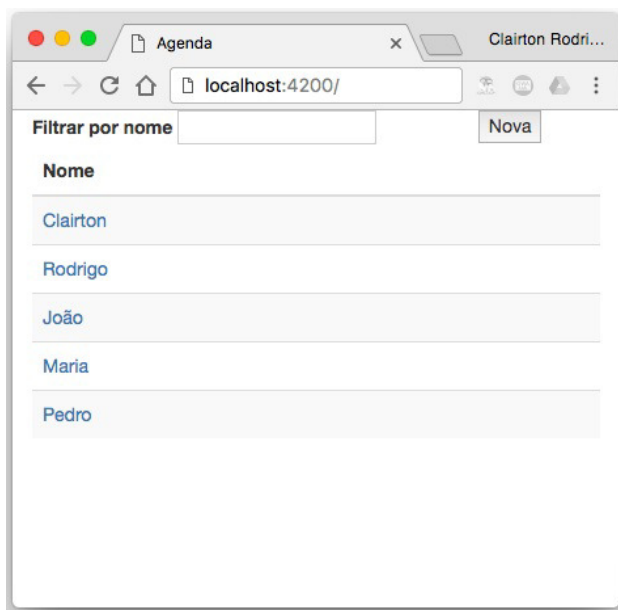 Agenda
Clairton Rodri...
localhost:4200/
Filtrar por nome
Nova
Nome
Clairton
Rodrigo
João
Maria
Pedro